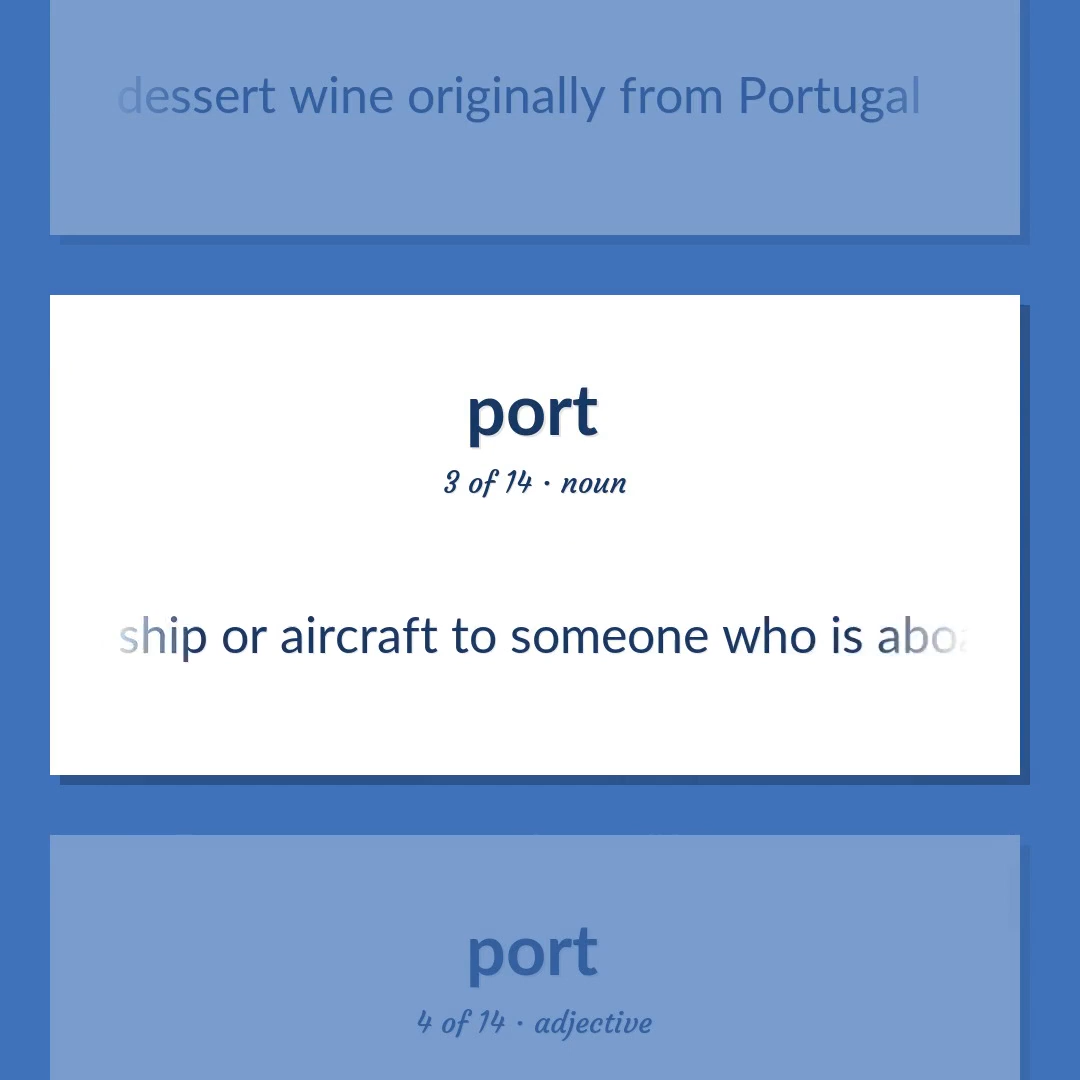 dessert wine originally from Portugal
port
3 of 14 · noun
ship or aircraft to someone who is
port
4 of 14 · adjective